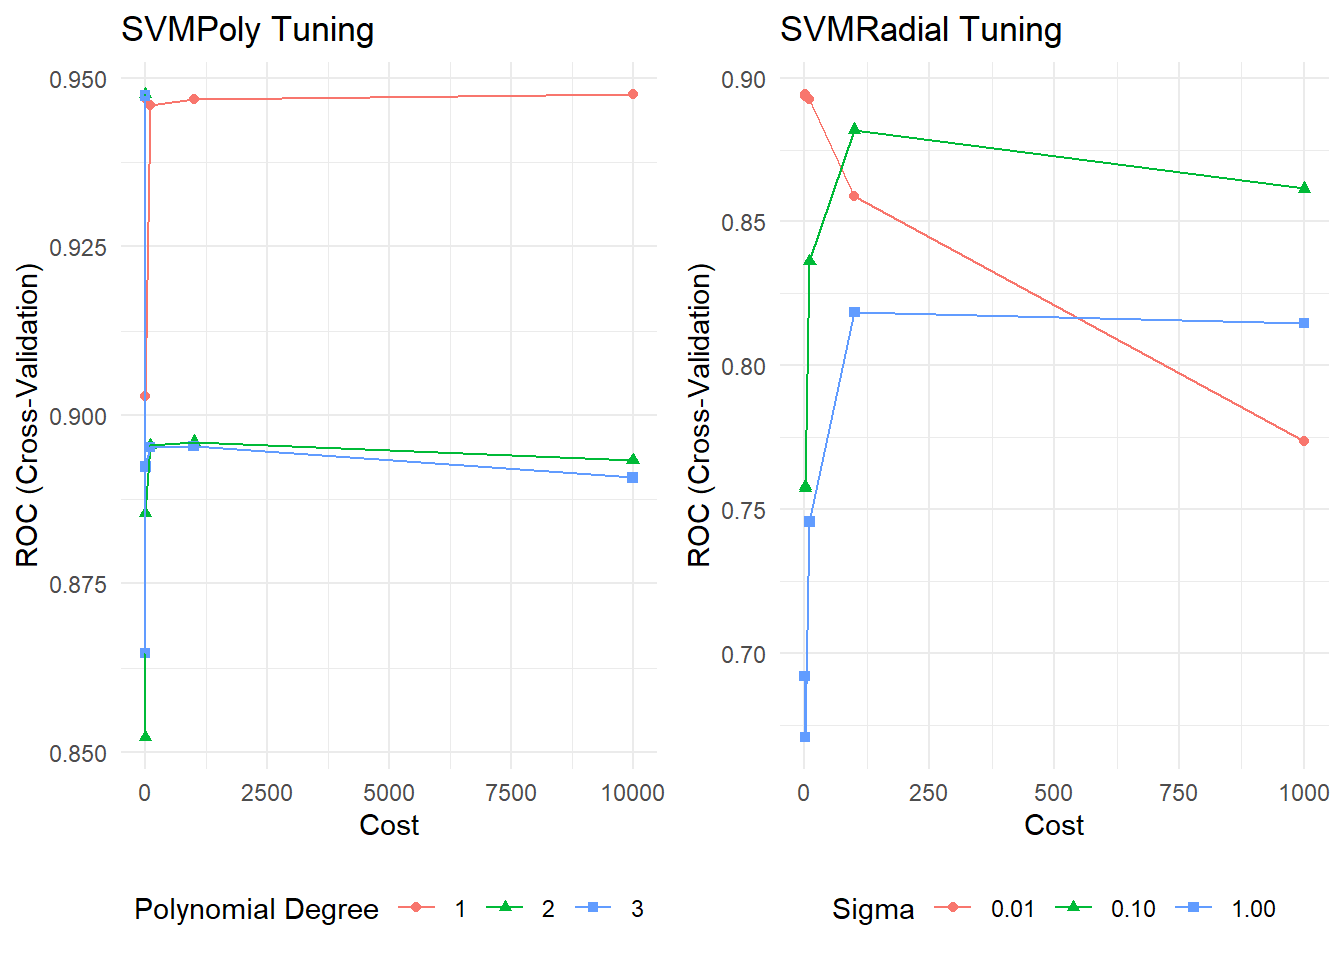 SVMPoly Tuning
ROC (Cross-Validation)
0.950
0.925
0.900
0.875
0.850
0 2500 5000 7500 10000
Cost
Polynomial Degree 1 2 3
SVMRadial Tuning
ROC (Cross-Validation)
0.90
0.85
0.80
0.75
0.70
0 250 500 750 1000
Cost
Sigma 0.01 0.10 1.00